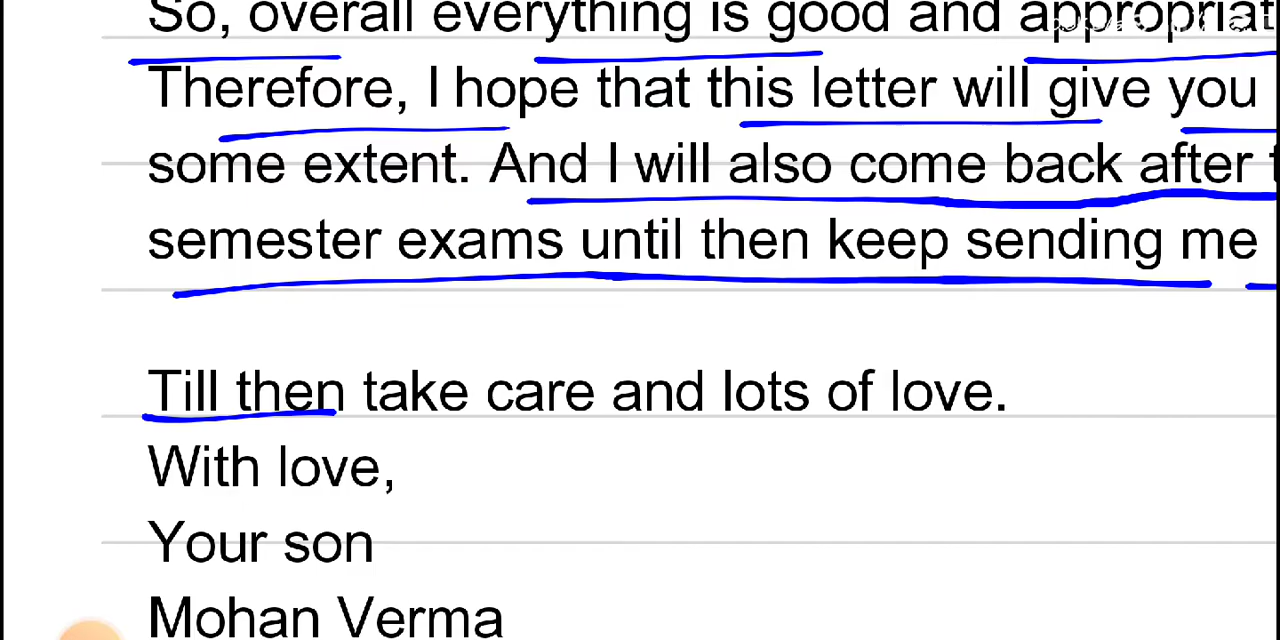 So, overall everything is good and appropriat
Therefore, I hope that this letter will give you
some extent. And I will also come back after
semester exams until then keep sending me
Till then take care and lots of love.
With love,
Your son
Mohan Verma